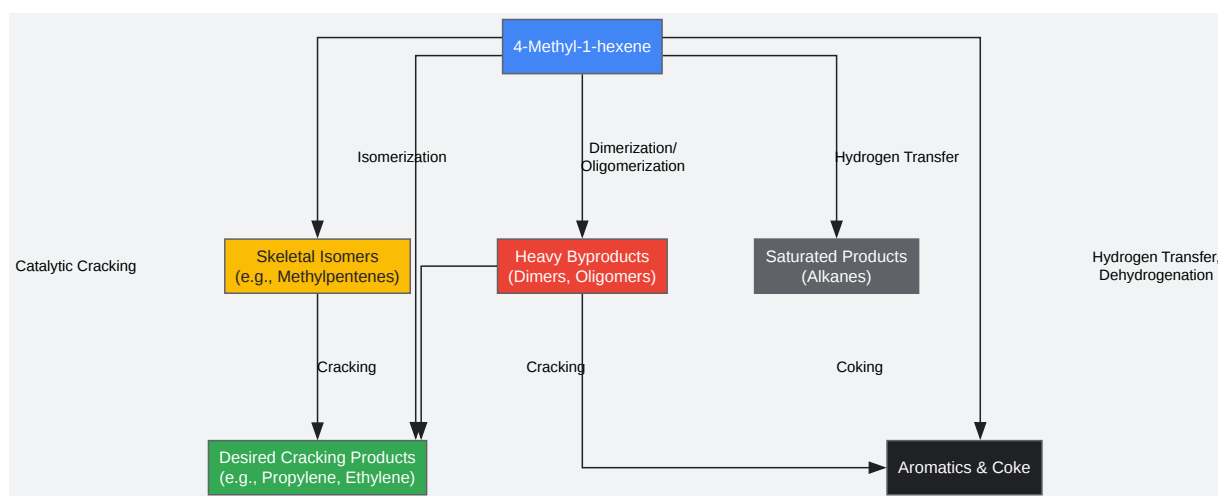 4-Methyl-1-hexene
Isomerization
Dimerization/
Oligomerization
Hydrogen Transfer
Catalytic Cracking
Skeletal Isomers
(e.g., Methylpentenes)
Heavy Byproducts
(Dimers, Oligomers)
Saturated Products
(Alkanes)
Hydrogen Transfer,
Dehydrogenation
Cracking
Cracking
Coking
Desired Cracking Products
(e.g., Propylene, Ethylene)
Aromatics & Coke